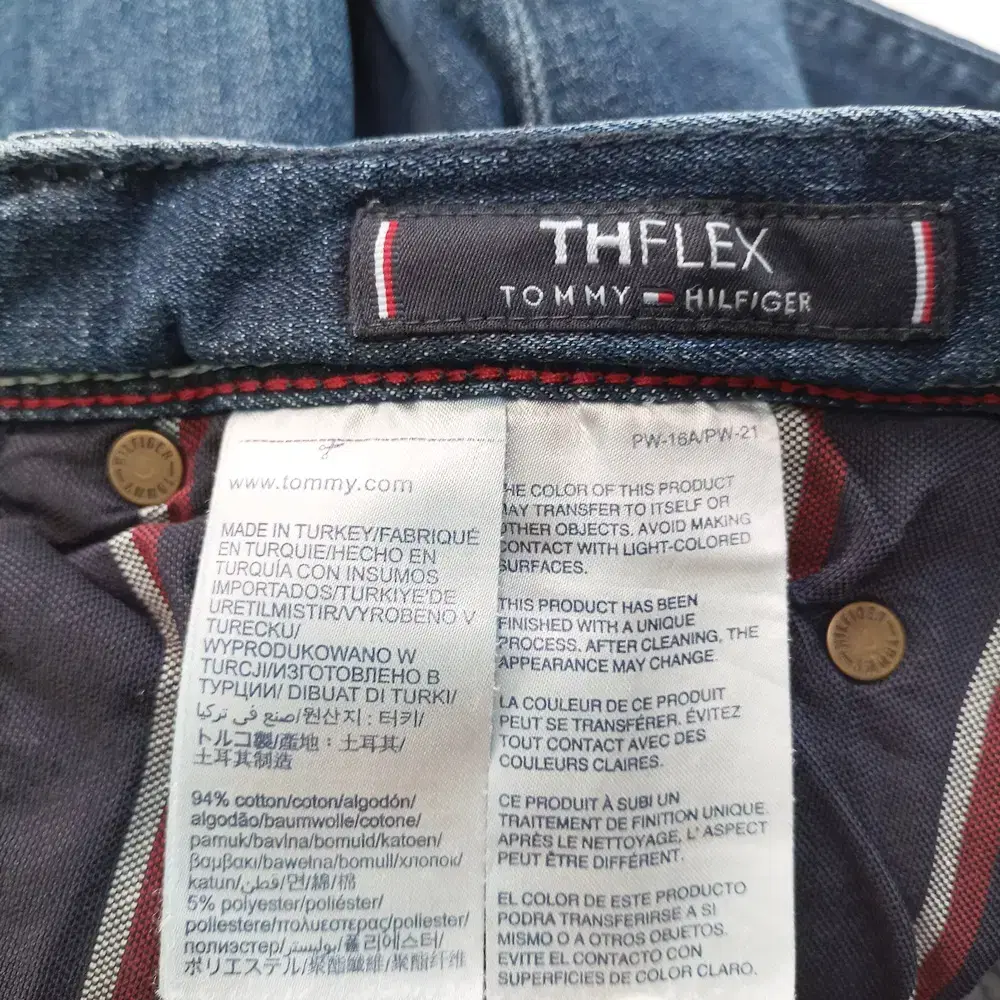 THFLEX
TOMMY HILFIGER
www.tommy.com
MADE IN TURKEY/FABRIQUÉ
EN TURQUIE/HECHO EN
TURQUÍA CON INSUMOS
IMPORTADOS/TÜRKIYE'DE
ÜRETILMISTIR/VYROBENO V
TURECKU/
WYPRODUKOWANO W
TURCJI/ИЗГОТОВЛЕНО В
ТУРЦИИ/ DIBUAT DI TURKI/
صنع في تركيا/원산지 : 터키/
トルコ製/產地：土耳其/
土耳其制造
94% cotton/coton/algodón/
algodão/baumwolle/cotone/
pamuk/bavlna/bomuld/katoen/
βαμβακι/bawełna/bomull/хлопок/
katun/قطن/면/綿/棉
5% polyester/poliéster/
poliestere/πολυεστερας/poliester/
полиэстер/بوليستر/폴리에스터/
ポリエステル/聚酯纖維/聚酯纤维
PW-16A/PW-21
HE COLOR OF THIS PRODUCT
MAY TRANSFER TO ITSELF OR
OTHER OBJECTS. AVOID MAKING
CONTACT WITH LIGHT-COLORED
SURFACES.
THIS PRODUCT HAS BEEN
FINISHED WITH A UNIQUE
PROCESS. AFTER CLEANING, THE
APPEARANCE MAY CHANGE.
LA COULEUR DE CE PRODUIT
PEUT SE TRANSFÉRER. ÉVITEZ
TOUT CONTACT AVEC DES
COULEURS CLAIRES.
CE PRODUIT À SUBI UN
TRAITEMENT DE FINITION UNIQUE.
APRÈS LE NETTOYAGE, L' ASPECT
PEUT ÊTRE DIFFÉRENT.
EL COLOR DE ESTE PRODUCTO
PODRA TRANSFERIRSE A SI
MISMO O A OTROS OBJETOS.
EVITE EL CONTACTO CON
SUPERFICIES DE COLOR CLARO.
HILFIGER
TOMMY
HILFIGER
TOMMY